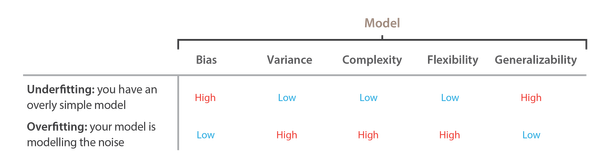 Model
Bias Variance Complexity Flexibility Generalizability
Underfitting: you have an
overly simple model
High Low Low Low High
Overfitting: your model is
modelling the noise
Low High High High Low